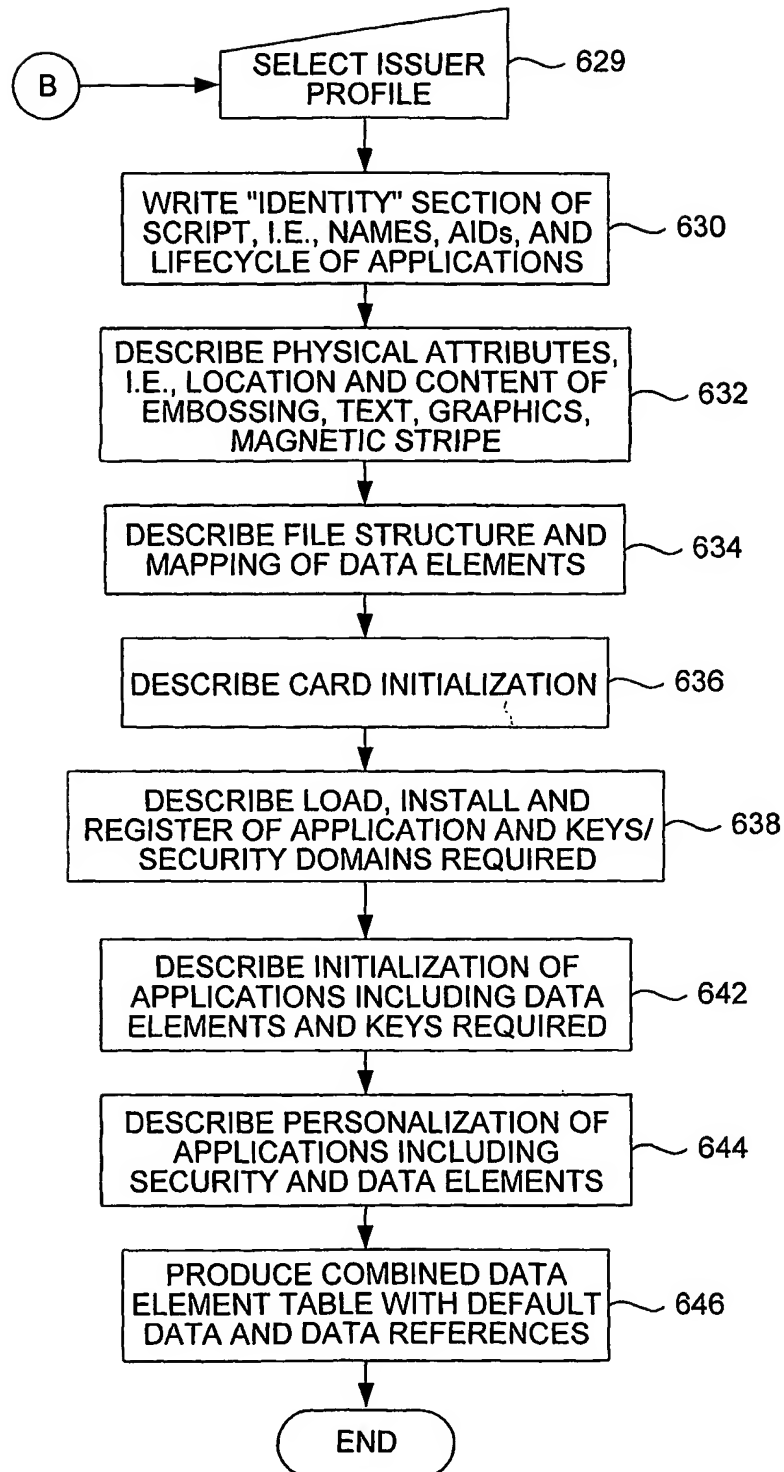 B
SELECT ISSUER
PROFILE
629
WRITE "IDENTITY" SECTION OF
SCRIPT, I.E., NAMES, AIDs, AND
LIFECYCLE OF APPLICATIONS
630
DESCRIBE PHYSICAL ATTRIBUTES,
I.E., LOCATION AND CONTENT OF
EMBOSSING, TEXT, GRAPHICS,
MAGNETIC STRIPE
632
DESCRIBE FILE STRUCTURE AND
MAPPING OF DATA ELEMENTS
634
DESCRIBE CARD INITIALIZATION
636
DESCRIBE LOAD, INSTALL AND
REGISTER OF APPLICATION AND KEYS/
SECURITY DOMAINS REQUIRED
638
DESCRIBE INITIALIZATION OF
APPLICATIONS INCLUDING DATA
ELEMENTS AND KEYS REQUIRED
642
DESCRIBE PERSONALIZATION OF
APPLICATIONS INCLUDING
SECURITY AND DATA ELEMENTS
644
PRODUCE COMBINED DATA
ELEMENT TABLE WITH DEFAULT
DATA AND DATA REFERENCES
646
END